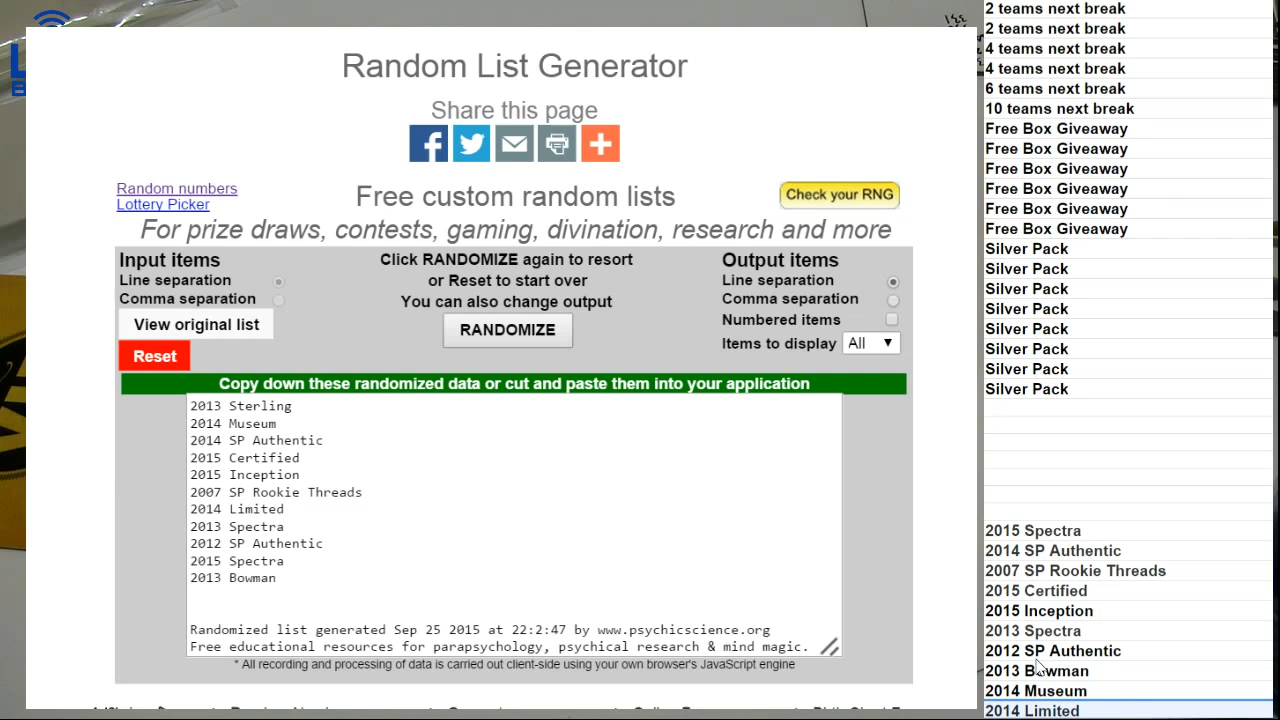 Random List Generator
Share this page
Random numbers
Lottery Picker
Free custom random lists
Check your RNG
For prize draws, contests, gaming, divination, research and more
Input items
Line separation
Comma separation
View original list
Reset
Click RANDOMIZE again to resort
or Reset to start over
You can also change output
RANDOMIZE
Output items
Line separation
Comma separation
Numbered items
Items to display All
Copy down these randomized data or cut and paste them into your application
2013 Sterling
2014 Museum
2014 SP Authentic
2015 Certified
2015 Inception
2007 SP Rookie Threads
2014 Limited
2013 Spectra
2012 SP Authentic
2015 Spectra
2013 Bowman
Randomized list generated Sep 25 2015 at 22:2:47 by www.psychicscience.org
Free educational resources for parapsychology, psychical research & mind magic.
* All recording and processing of data is carried out client-side using your own browser's JavaScript engine
2 teams next break
2 teams next break
4 teams next break
4 teams next break
6 teams next break
10 teams next break
Free Box Giveaway
Free Box Giveaway
Free Box Giveaway
Free Box Giveaway
Free Box Giveaway
Free Box Giveaway
Silver Pack
Silver Pack
Silver Pack
Silver Pack
Silver Pack
Silver Pack
Silver Pack
Silver Pack
2015 Spectra
2014 SP Authentic
2007 SP Rookie Threads
2015 Certified
2015 Inception
2013 Spectra
2012 SP Authentic
2013 Bowman
2014 Museum
2014 Limited